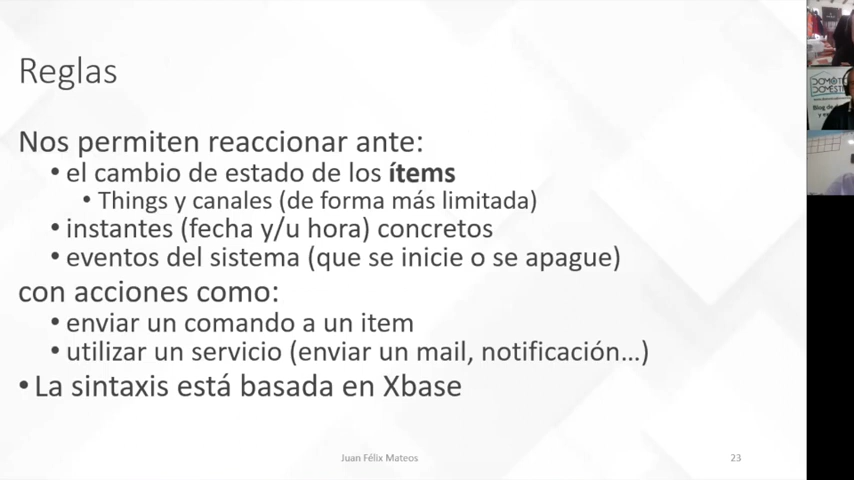 Reglas
Nos permiten reaccionar ante:
• el cambio de estado de los ítems
• Things y canales (de forma más limitada)
• instantes (fecha y/u hora) concretos
• eventos del sistema (que se inicie o se apague)
con acciones como:
• enviar un comando a un item
• utilizar un servicio (enviar un mail, notificación...)
• La sintaxis está basada en Xbase
Juan Félix Mateos
23